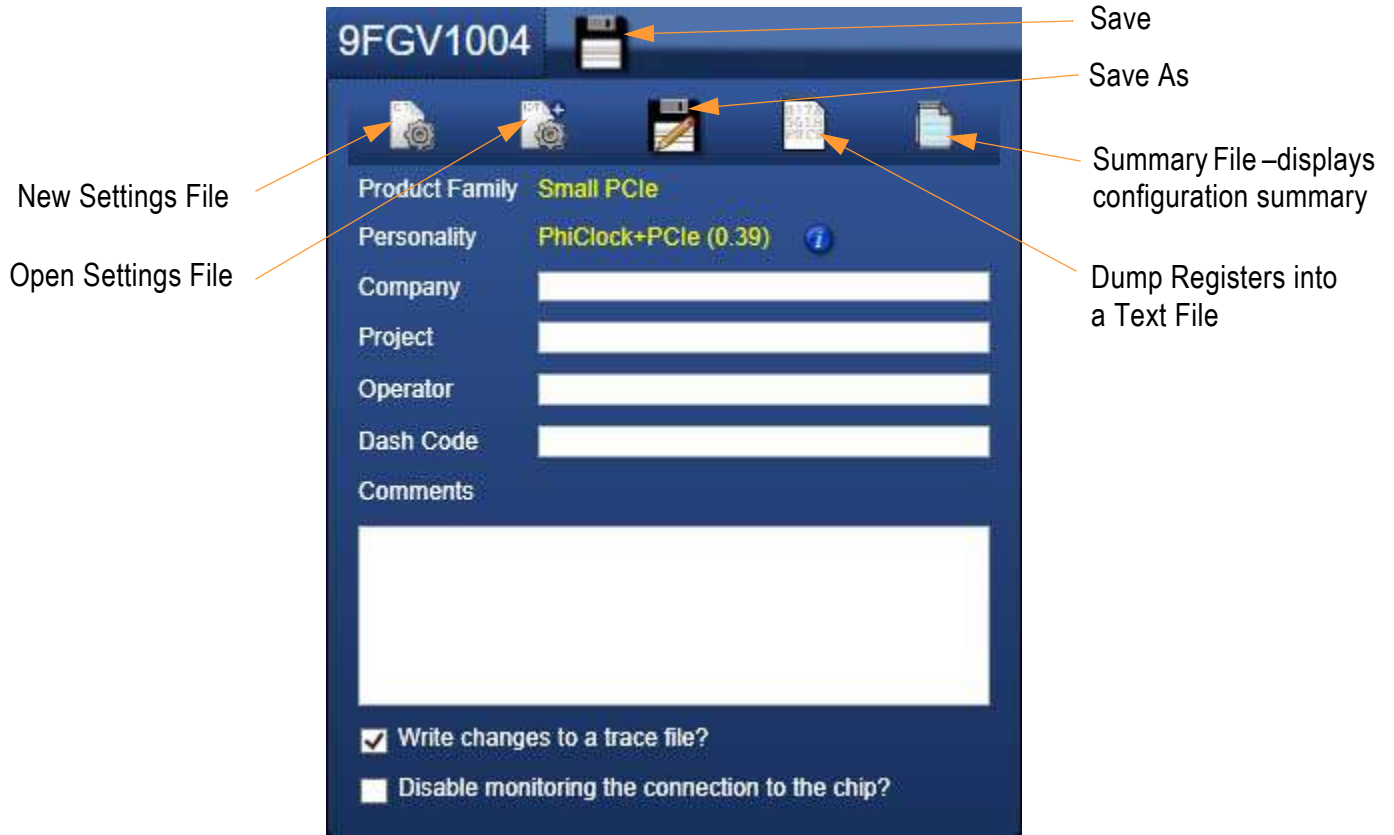 9FGV1004
Save
Save As
New Settings File
Open Settings File
Summary File –displays
configuration summary
Dump Registers into
a Text File
Product Family Small PCIe
Personality PhiClock+PCIe (0.39)
Company
Project
Operator
Dash Code
Comments
Write changes to a trace file?
Disable monitoring the connection to the chip?